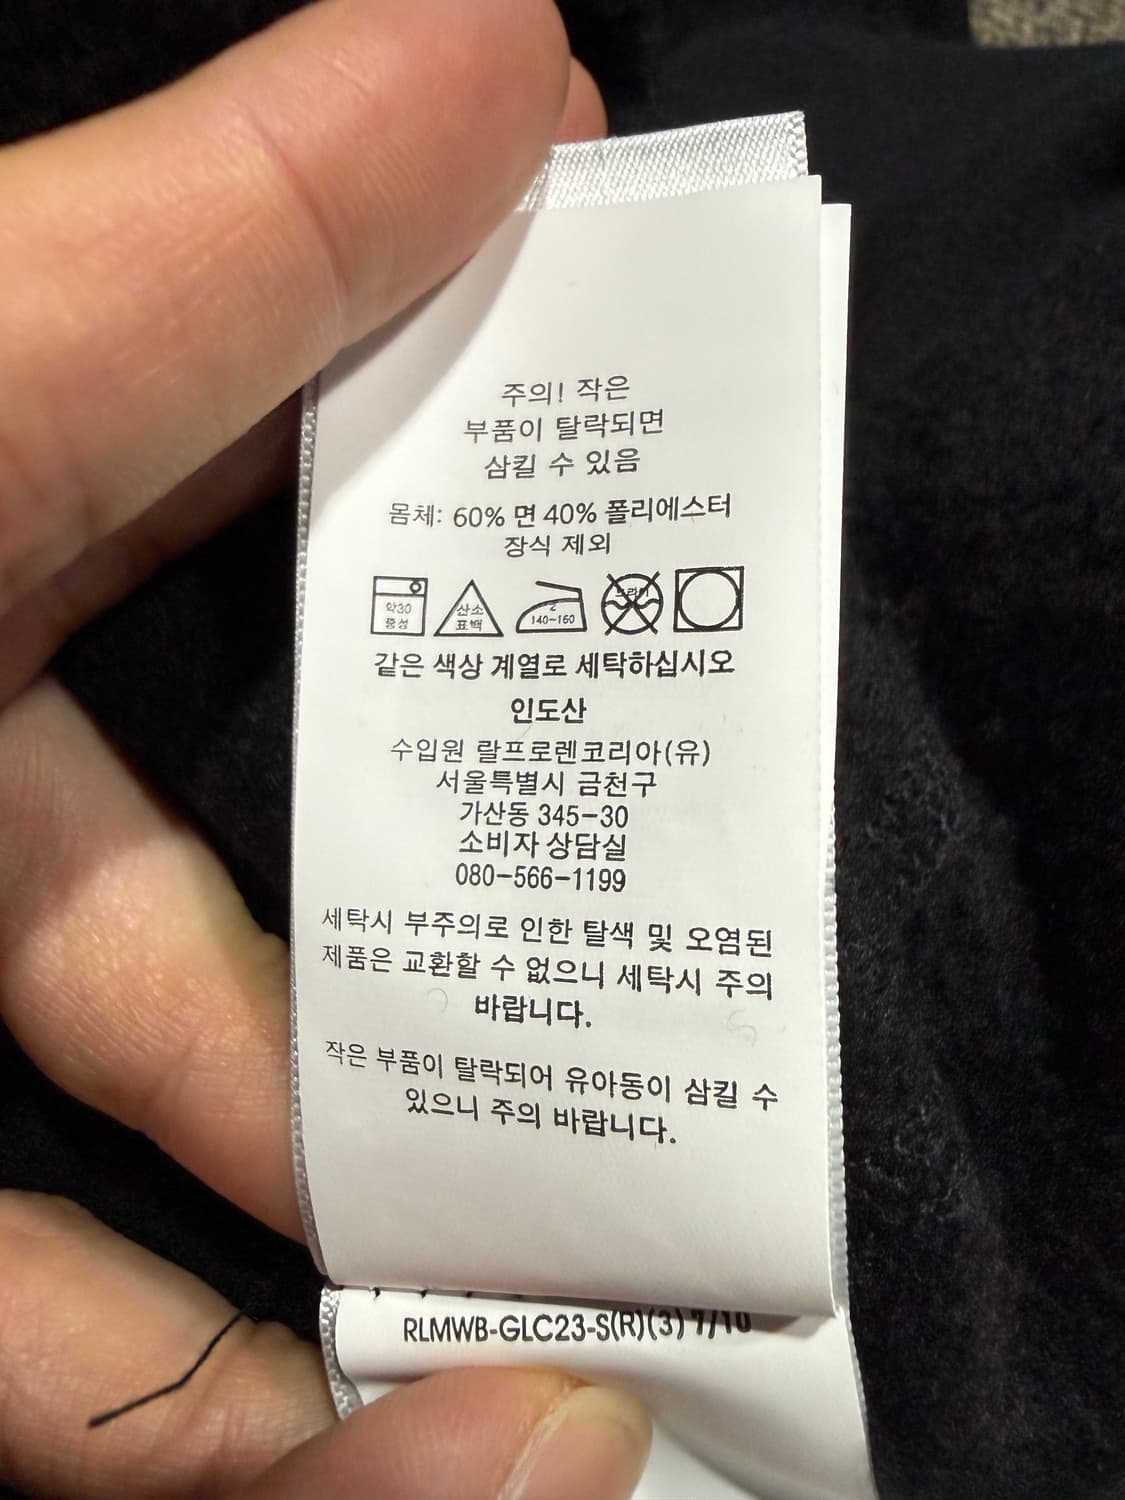 주의! 작은
부품이 탈락되면
삼킬 수 있음
몸체: 60% 면 40% 폴리에스터
장식 제외
약30
중성
산소
표백
2
140~160
드라이
같은 색상 계열로 세탁하십시오
인도산
수입원 랄프로렌코리아(유)
서울특별시 금천구
가산동 345-30
소비자 상담실
080-566-1199
세탁시 부주의로 인한 탈색 및 오염된
제품은 교환할 수 없으니 세탁시 주의
바랍니다.
작은 부품이 탈락되어 유아동이 삼킬 수
있으니 주의 바랍니다.
RLMWB-GLC23-S(R)(3) 7/10